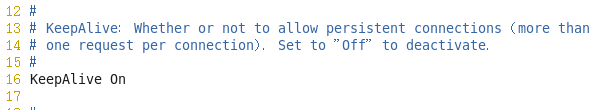 12 #
13 # KeepAlive: Whether or not to allow persistent connections (more than
14 # one request per connection). Set to "Off" to deactivate.
15 #
16 KeepAlive On
17